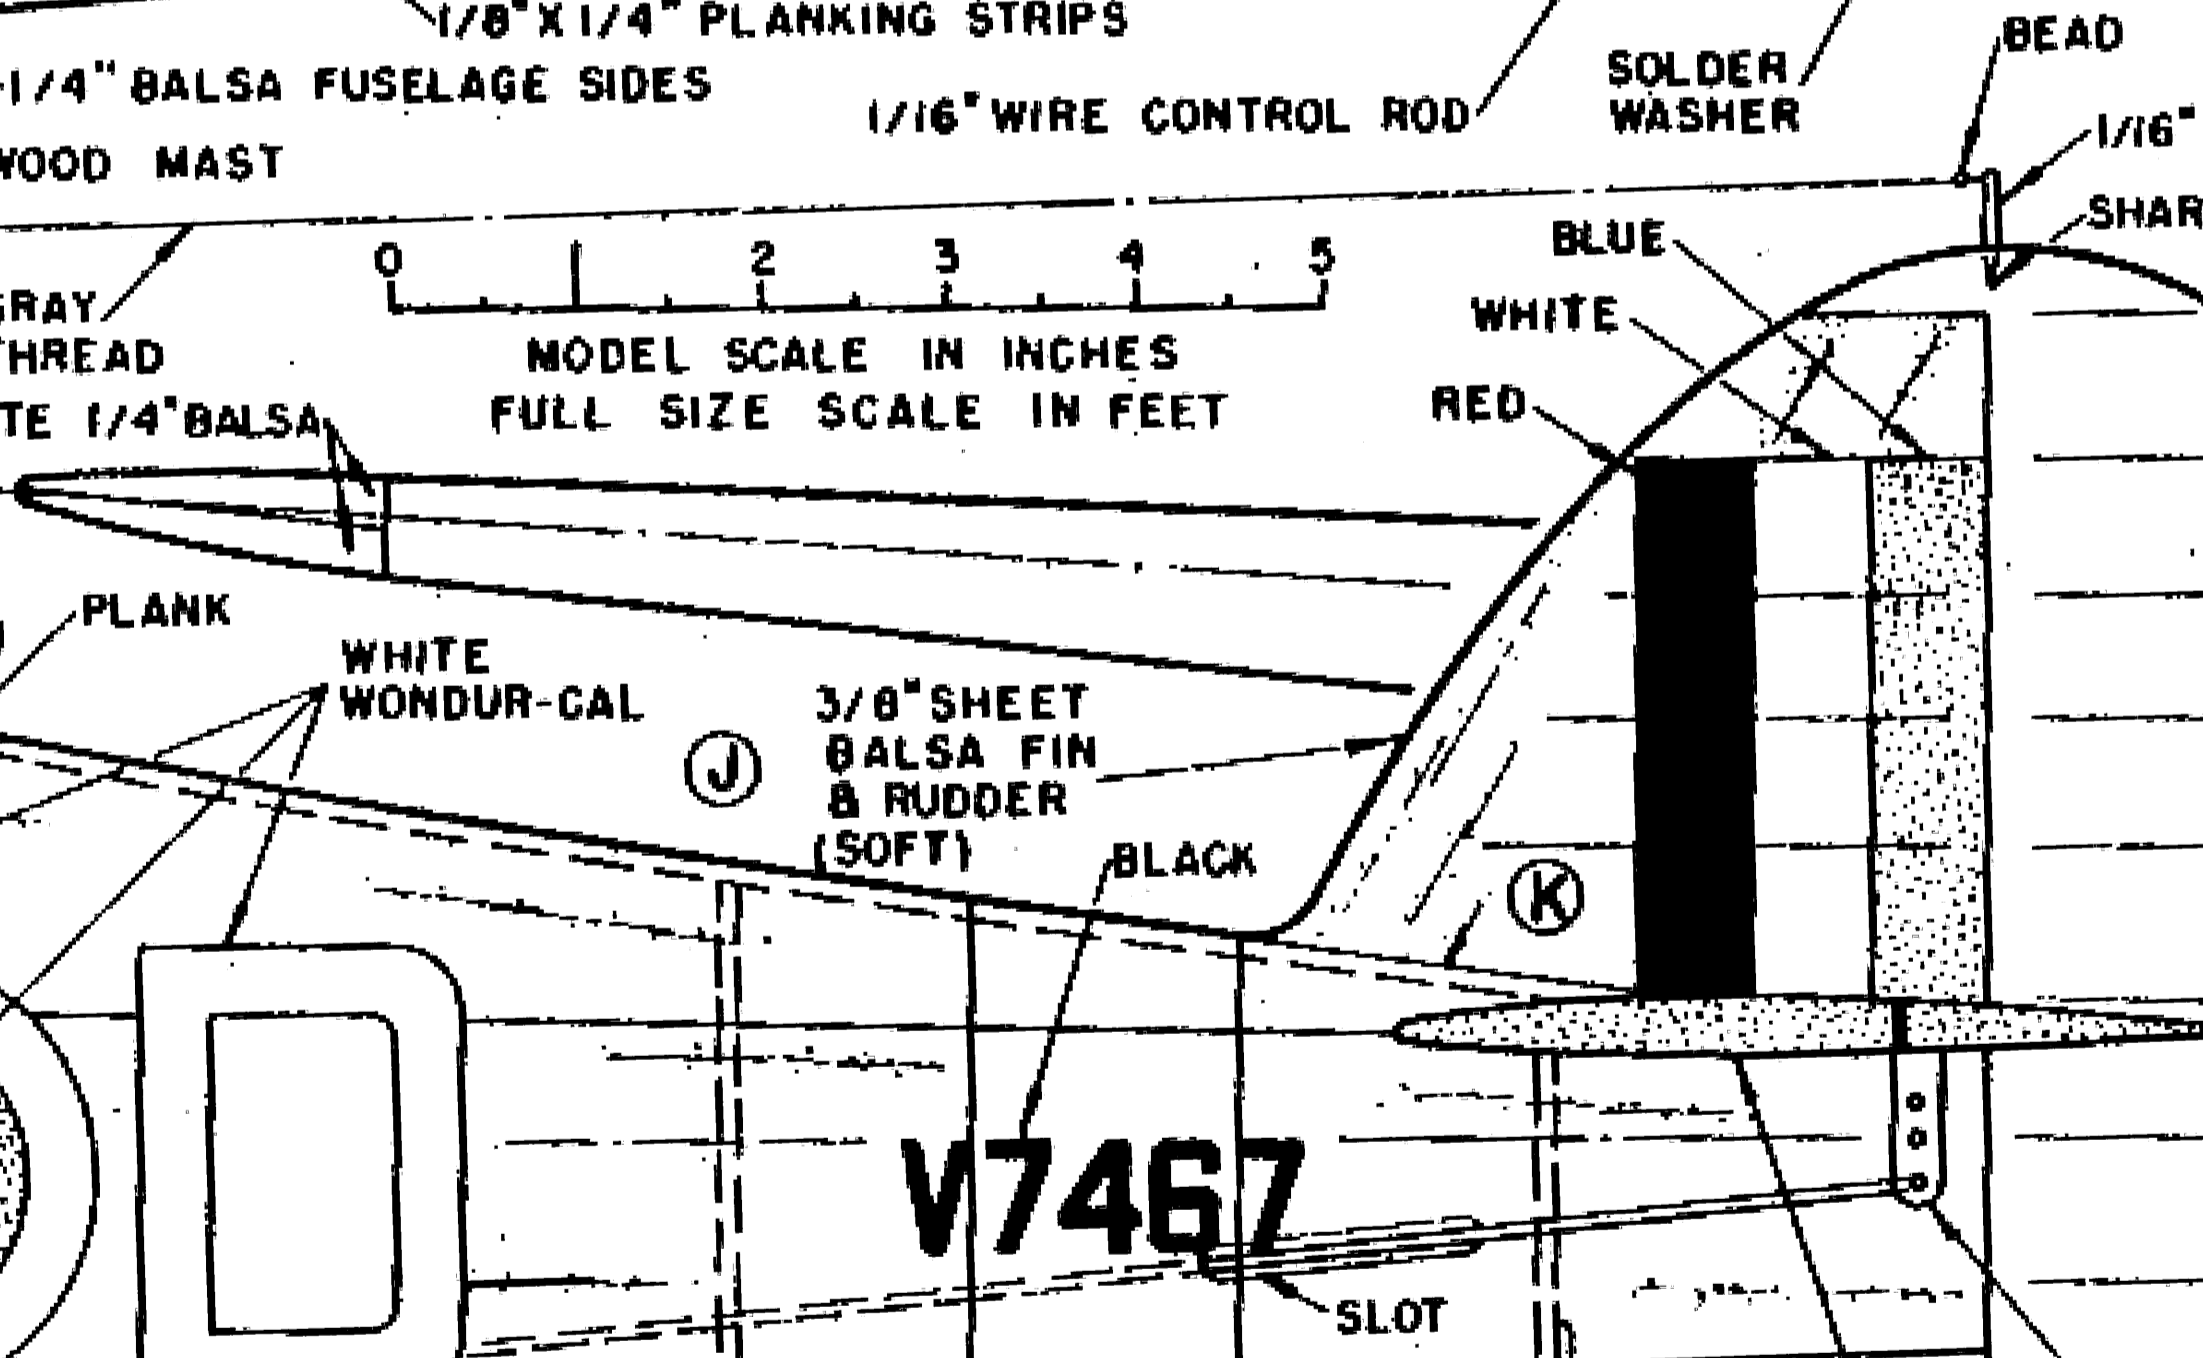 1/8" X 1/4" PLANKING STRIPS
1/4" BALSA FUSELAGE SIDES
WOOD MAST
1/16" WIRE CONTROL ROD
SOLDER
WASHER
BEAD
1/16"
SHAR
BLUE
WHITE
RED
0 2 3 4 5
MODEL SCALE IN INCHES
FULL SIZE SCALE IN FEET
GRAY
THREAD
TE 1/4" BALSA
PLANK
WHITE
WONDUR-CAL
J
3/8" SHEET
BALSA FIN
& RUDDER
(SOFT)
BLACK
K
V7467
SLOT